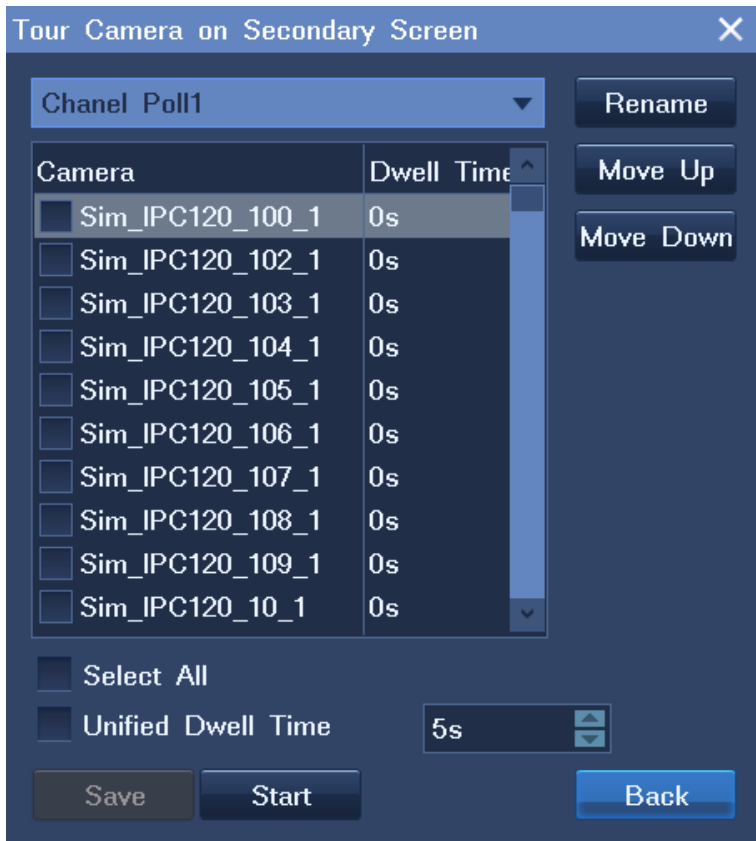 Tour Camera on Secondary Screen
Chanel Poll1
Rename
Camera Dwell Time
Move Up
Sim_IPC120_100_1 0s
Move Down
Sim_IPC120_102_1 0s
Sim_IPC120_103_1 0s
Sim_IPC120_104_1 0s
Sim_IPC120_105_1 0s
Sim_IPC120_106_1 0s
Sim_IPC120_107_1 0s
Sim_IPC120_108_1 0s
Sim_IPC120_109_1 0s
Sim_IPC120_10_1 0s
Select All
Unified Dwell Time 5s
Save Start Back